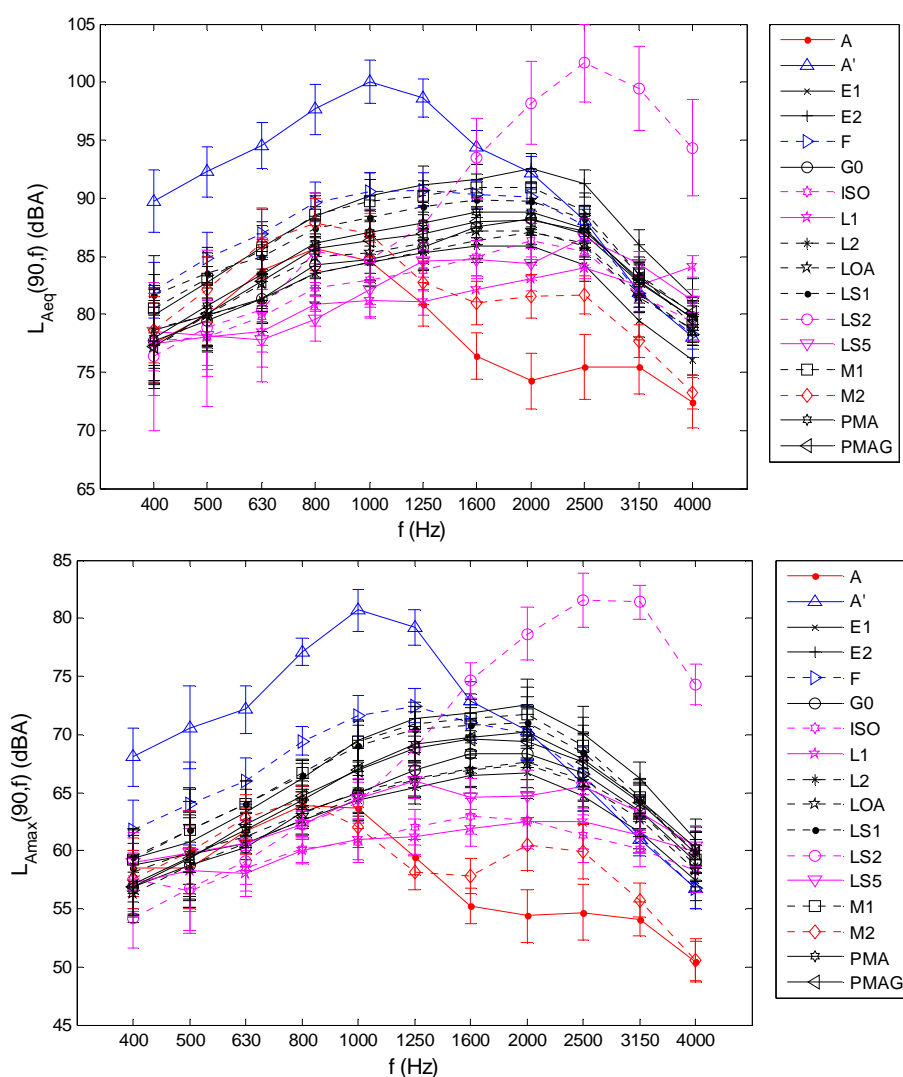 105
100
95
90
85
80
75
70
65
L_Aeq(90,f) (dBA)
400 500 630 800 1000 1250 1600 2000 2500 3150 4000
f (Hz)
A
A'
E1
E2
F
G0
ISO
L1
L2
LOA
LS1
LS2
LS5
M1
M2
PMA
PMAG
85
80
75
70
65
60
55
50
45
L_Amax(90,f) (dBA)
400 500 630 800 1000 1250 1600 2000 2500 3150 4000
f (Hz)
A
A'
E1
E2
F
G0
ISO
L1
L2
LOA
LS1
LS2
LS5
M1
M2
PMA
PMAG